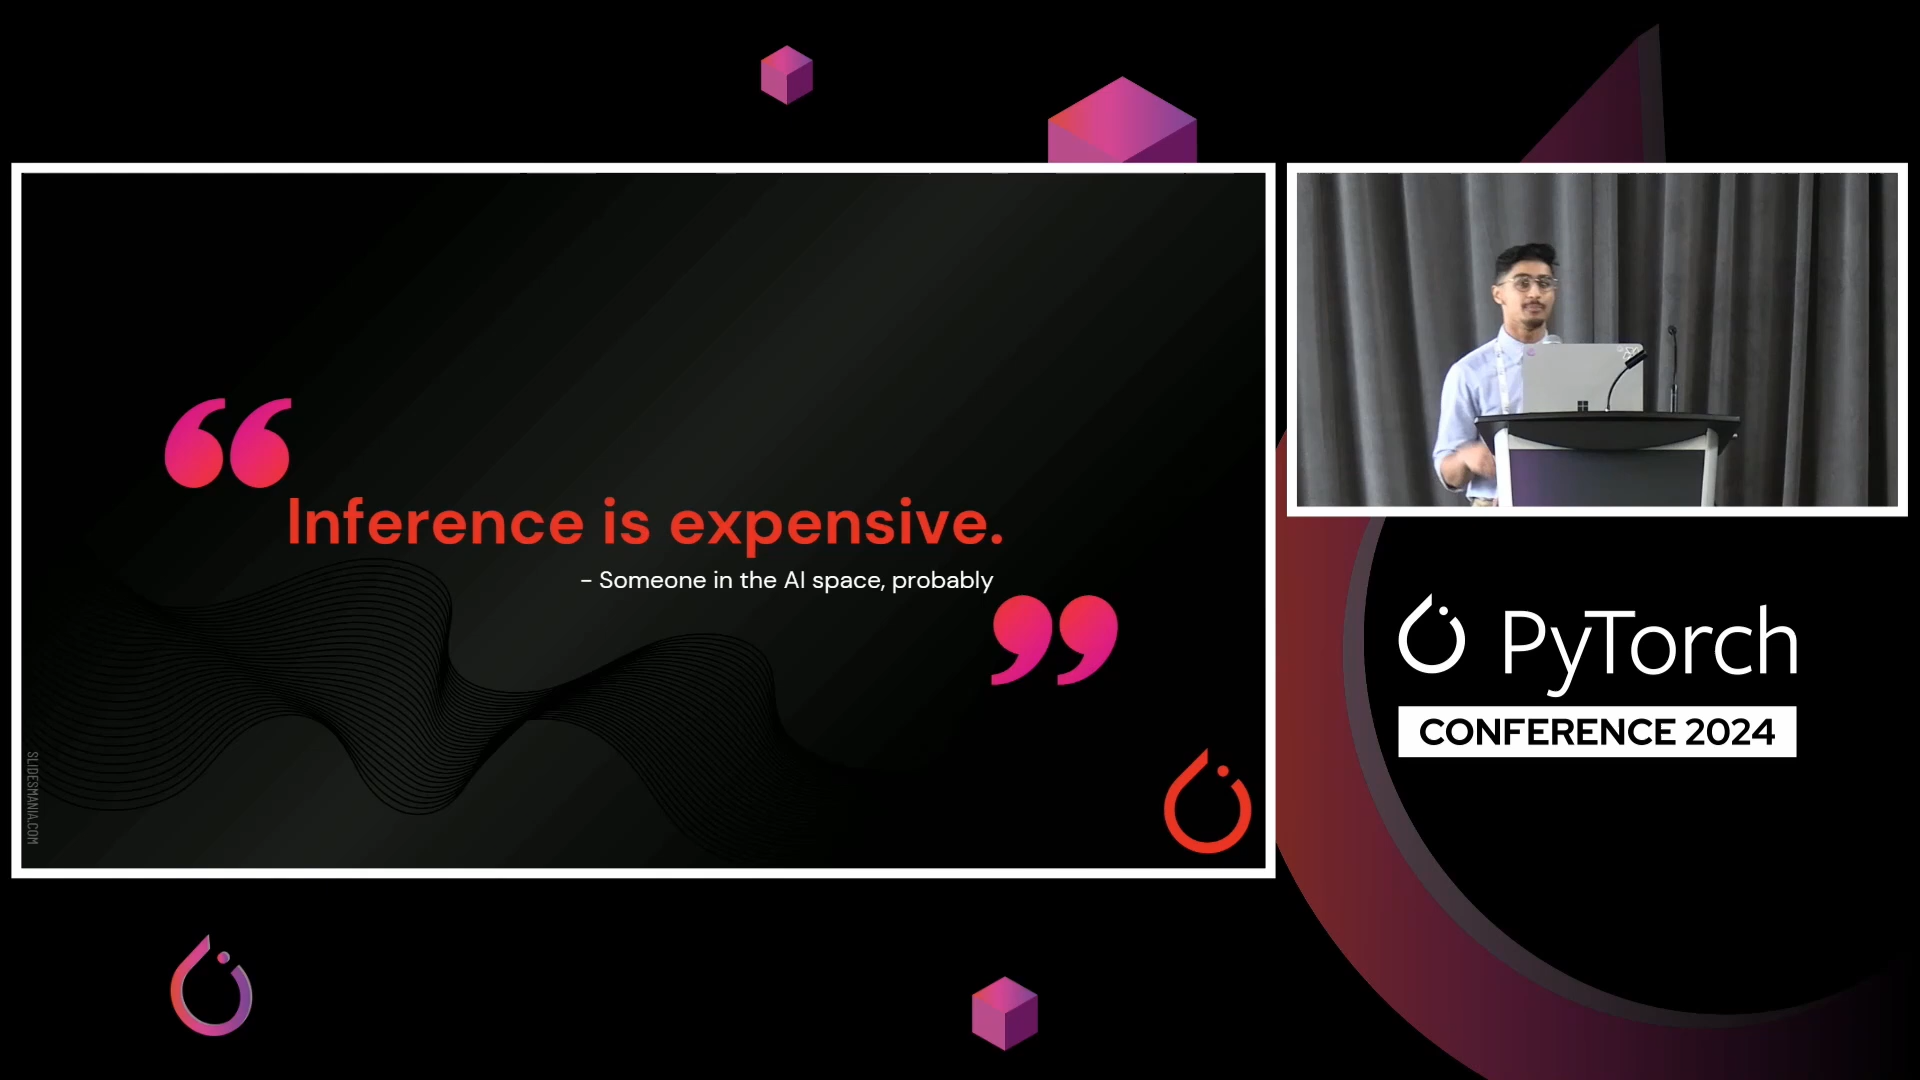 Inference is expensive.
– Someone in the AI space, probably
SLIDESMANIA.COM
PyTorch
CONFERENCE 2024